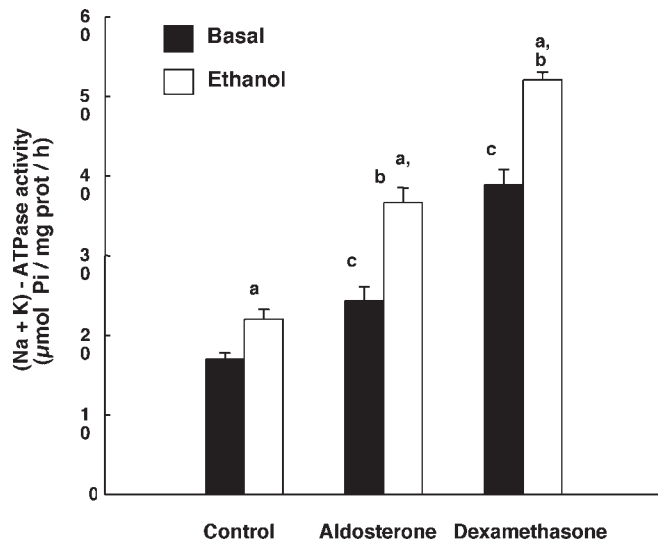 (Na + K) - ATPase activity
(µmol Pi / mg prot / h)
6
0
5
0
4
0
3
0
2
0
1
0
0
Basal
Ethanol
a
c
b
a,
c
a,
b
Control Aldosterone Dexamethasone